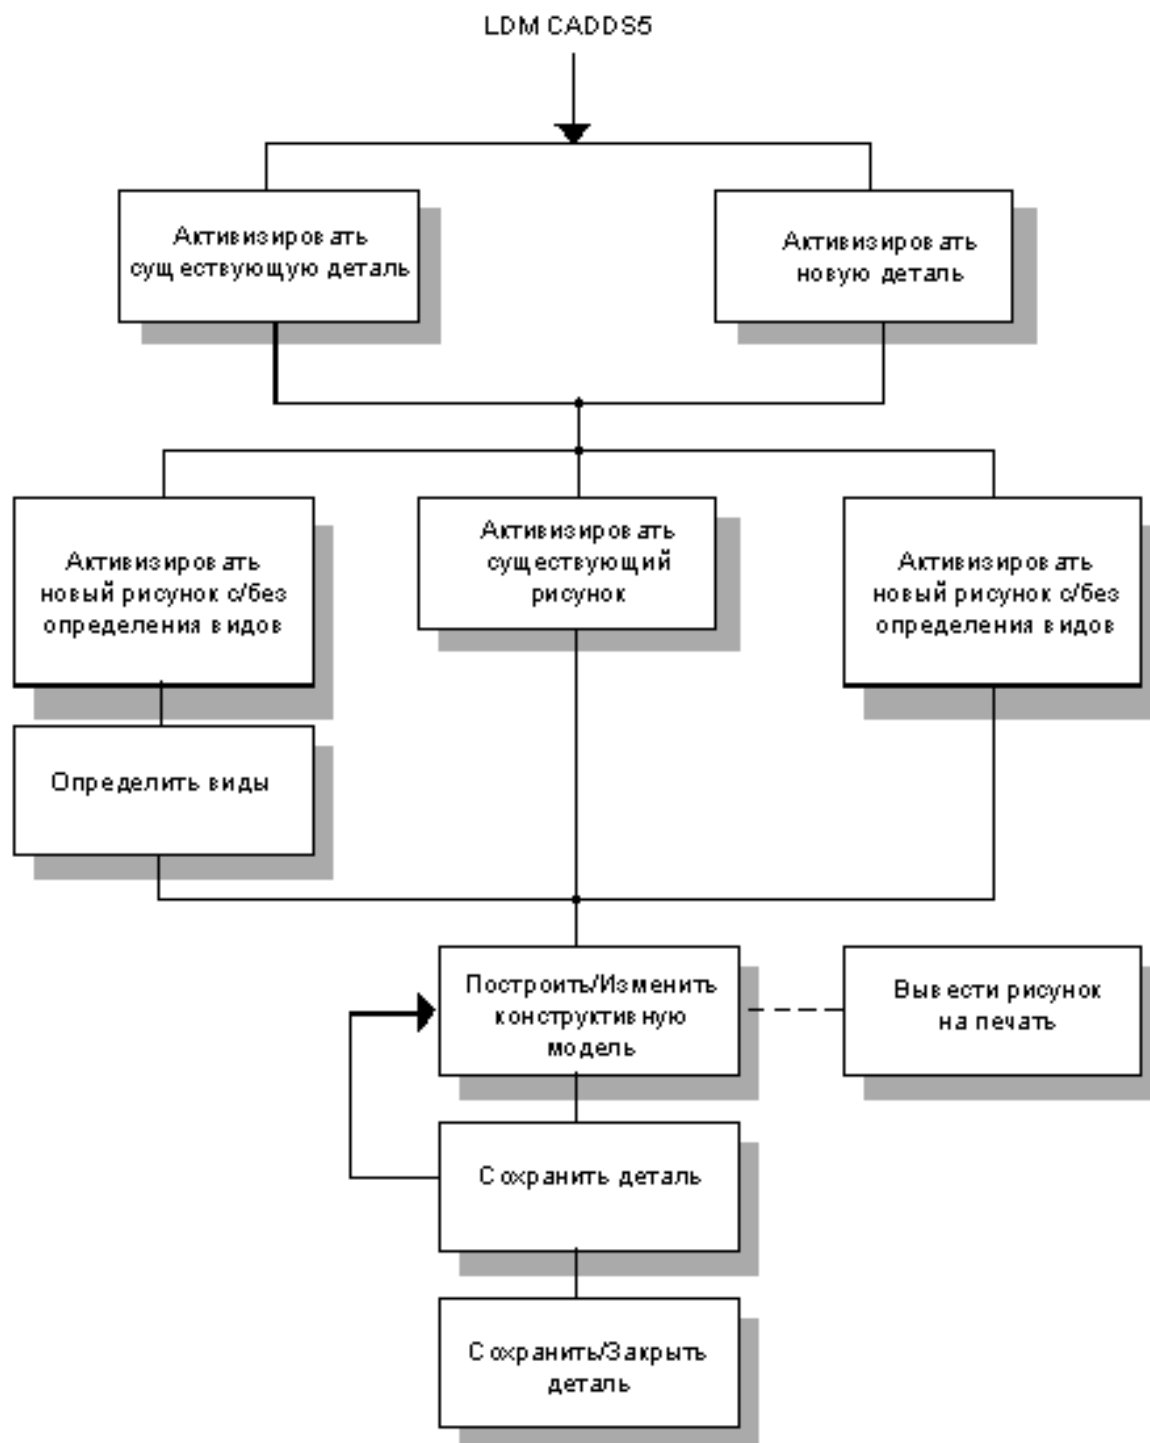 LDM CADDS5
Активизировать
существующую деталь
Активизировать
новую деталь
Активизировать
новый рисунок с/без
определения видов
Активизировать
существующий
рисунок
Активизировать
новый рисунок с/без
определения видов
Определить виды
Построить/Изменить
конструктивную
модель
Вывести рисунок
на печать
Сохранить деталь
Сохранить/Закрыть
деталь